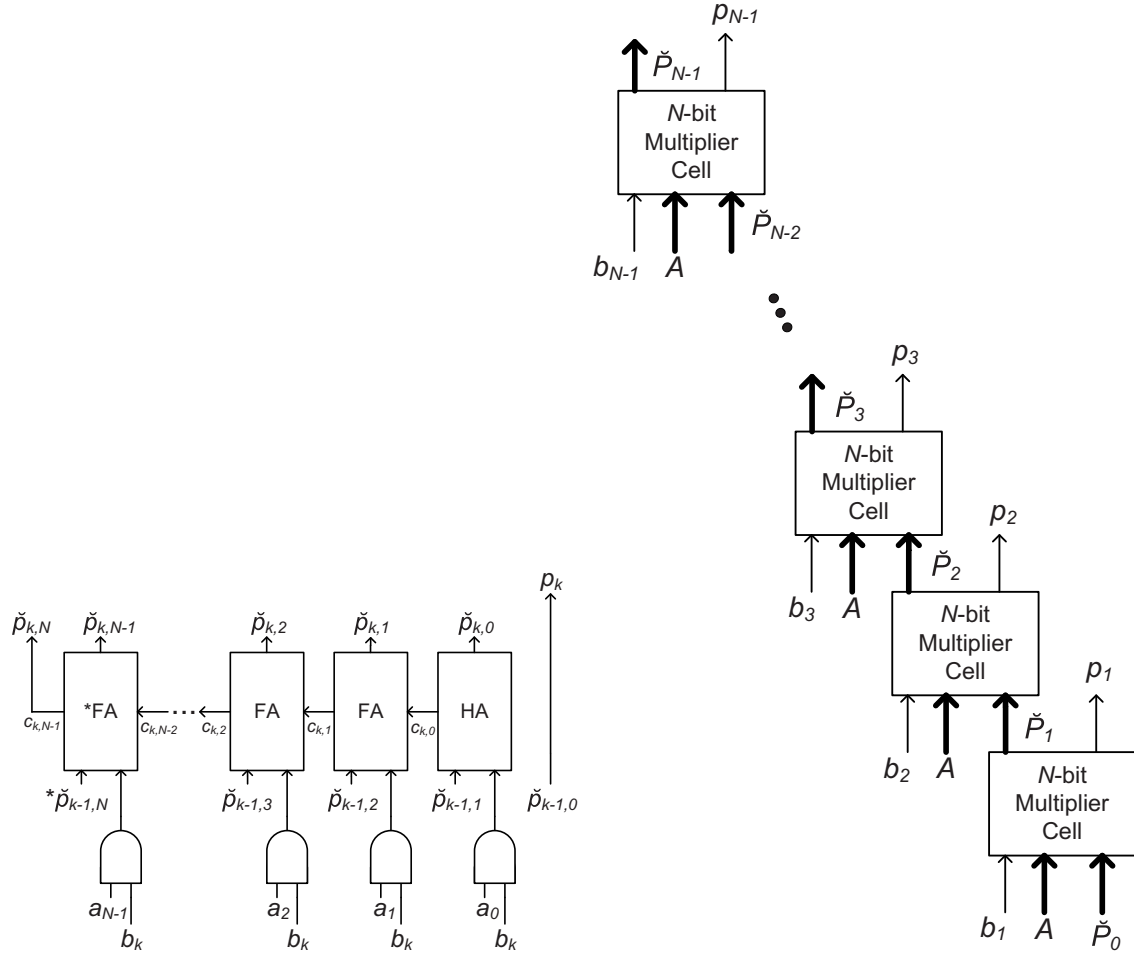 p_{N-1}
P̆_{N-1}
N-bit
Multiplier
Cell
P̆_{N-2}
b_{N-1} A
p_3
P̆_3
N-bit
Multiplier
Cell
p_2
P̆_2
b_3 A
N-bit
Multiplier
Cell
p_1
P̆_1
b_2 A
N-bit
Multiplier
Cell
b_1 A P̆_0
p_k
p̆_{k,N} p̆_{k,N-1} p̆_{k,2} p̆_{k,1} p̆_{k,0}
*FA FA FA HA
c_{k,N-1} c_{k,N-2} c_{k,2} c_{k,1} c_{k,0}
*p̆_{k-1,N} p̆_{k-1,3} p̆_{k-1,2} p̆_{k-1,1} p̆_{k-1,0}
a_{N-1} a_2 a_1 a_0
b_k b_k b_k b_k